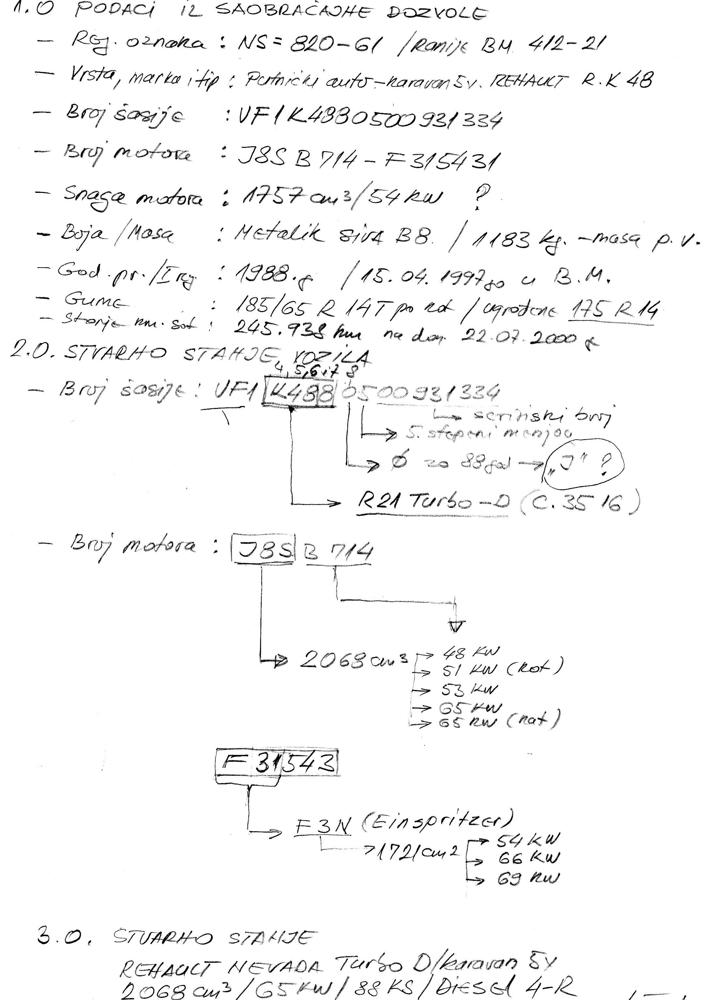 1.0 PODACI IZ SAOBRAĆAJNE DOZVOLE
- Reg. oznaka : NS = 820-61 /Ranije BM 412-21
- Vrsta, marka i tip : Putnički auto-karavan 5v. RENAULT R.K 48
- Broj šasije : VF1K4880500931334
- Broj motora : J8S B 714 - F315431
- Snaga motora : 1757 cm3/54 KW ?
- Boja /Masa : Metalik siva B8. / 1183 kg. -masa p.v.
- God. pr./I reg. : 1988.g / 15.04.1997 go u B.M.
- GUME : 185/65 R 14T po kat / ugrađene 175 R 14
- Stanje km. sat : 245.938 km na dan 22.07.2000 g
2.0. STVARNO STANJE VOZILA
4, 5, 6 i 7 8
- Broj šasije : VF1 K488 0500931334
serijski broj
5. stepeni menjač
Ø za 88 god → „J" ?
R21 Turbo-D (C. 35 16)
- Broj motora : J8S B 714
48 KW
2068 cm3
51 KW (kat)
53 KW
65 KW
65 KW (kat)
F 31543
F3N (Einspritzer)
54 KW
1721 cm2
66 KW
69 KW
3.0. STVARNO STANJE
RENAULT NEVADA Turbo D/karavan 5v
2068 cm3 / 65 KW / 88 KS / DIESEL 4-R